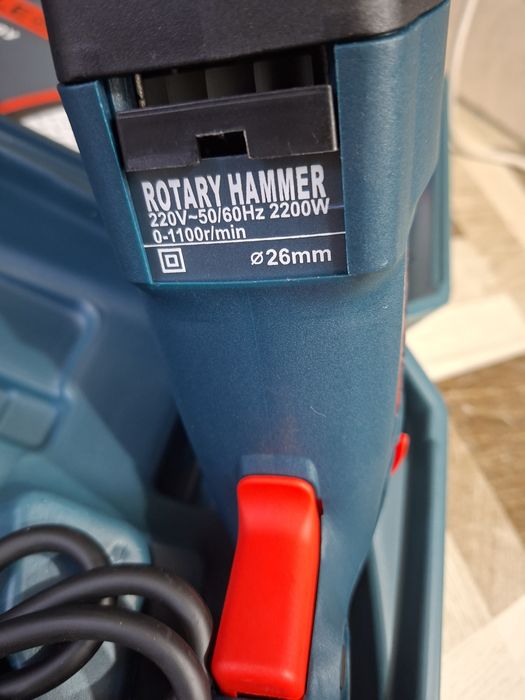 ROTARY HAMMER
220V~50/60Hz 2200W
0-1100r/min
ø26mm